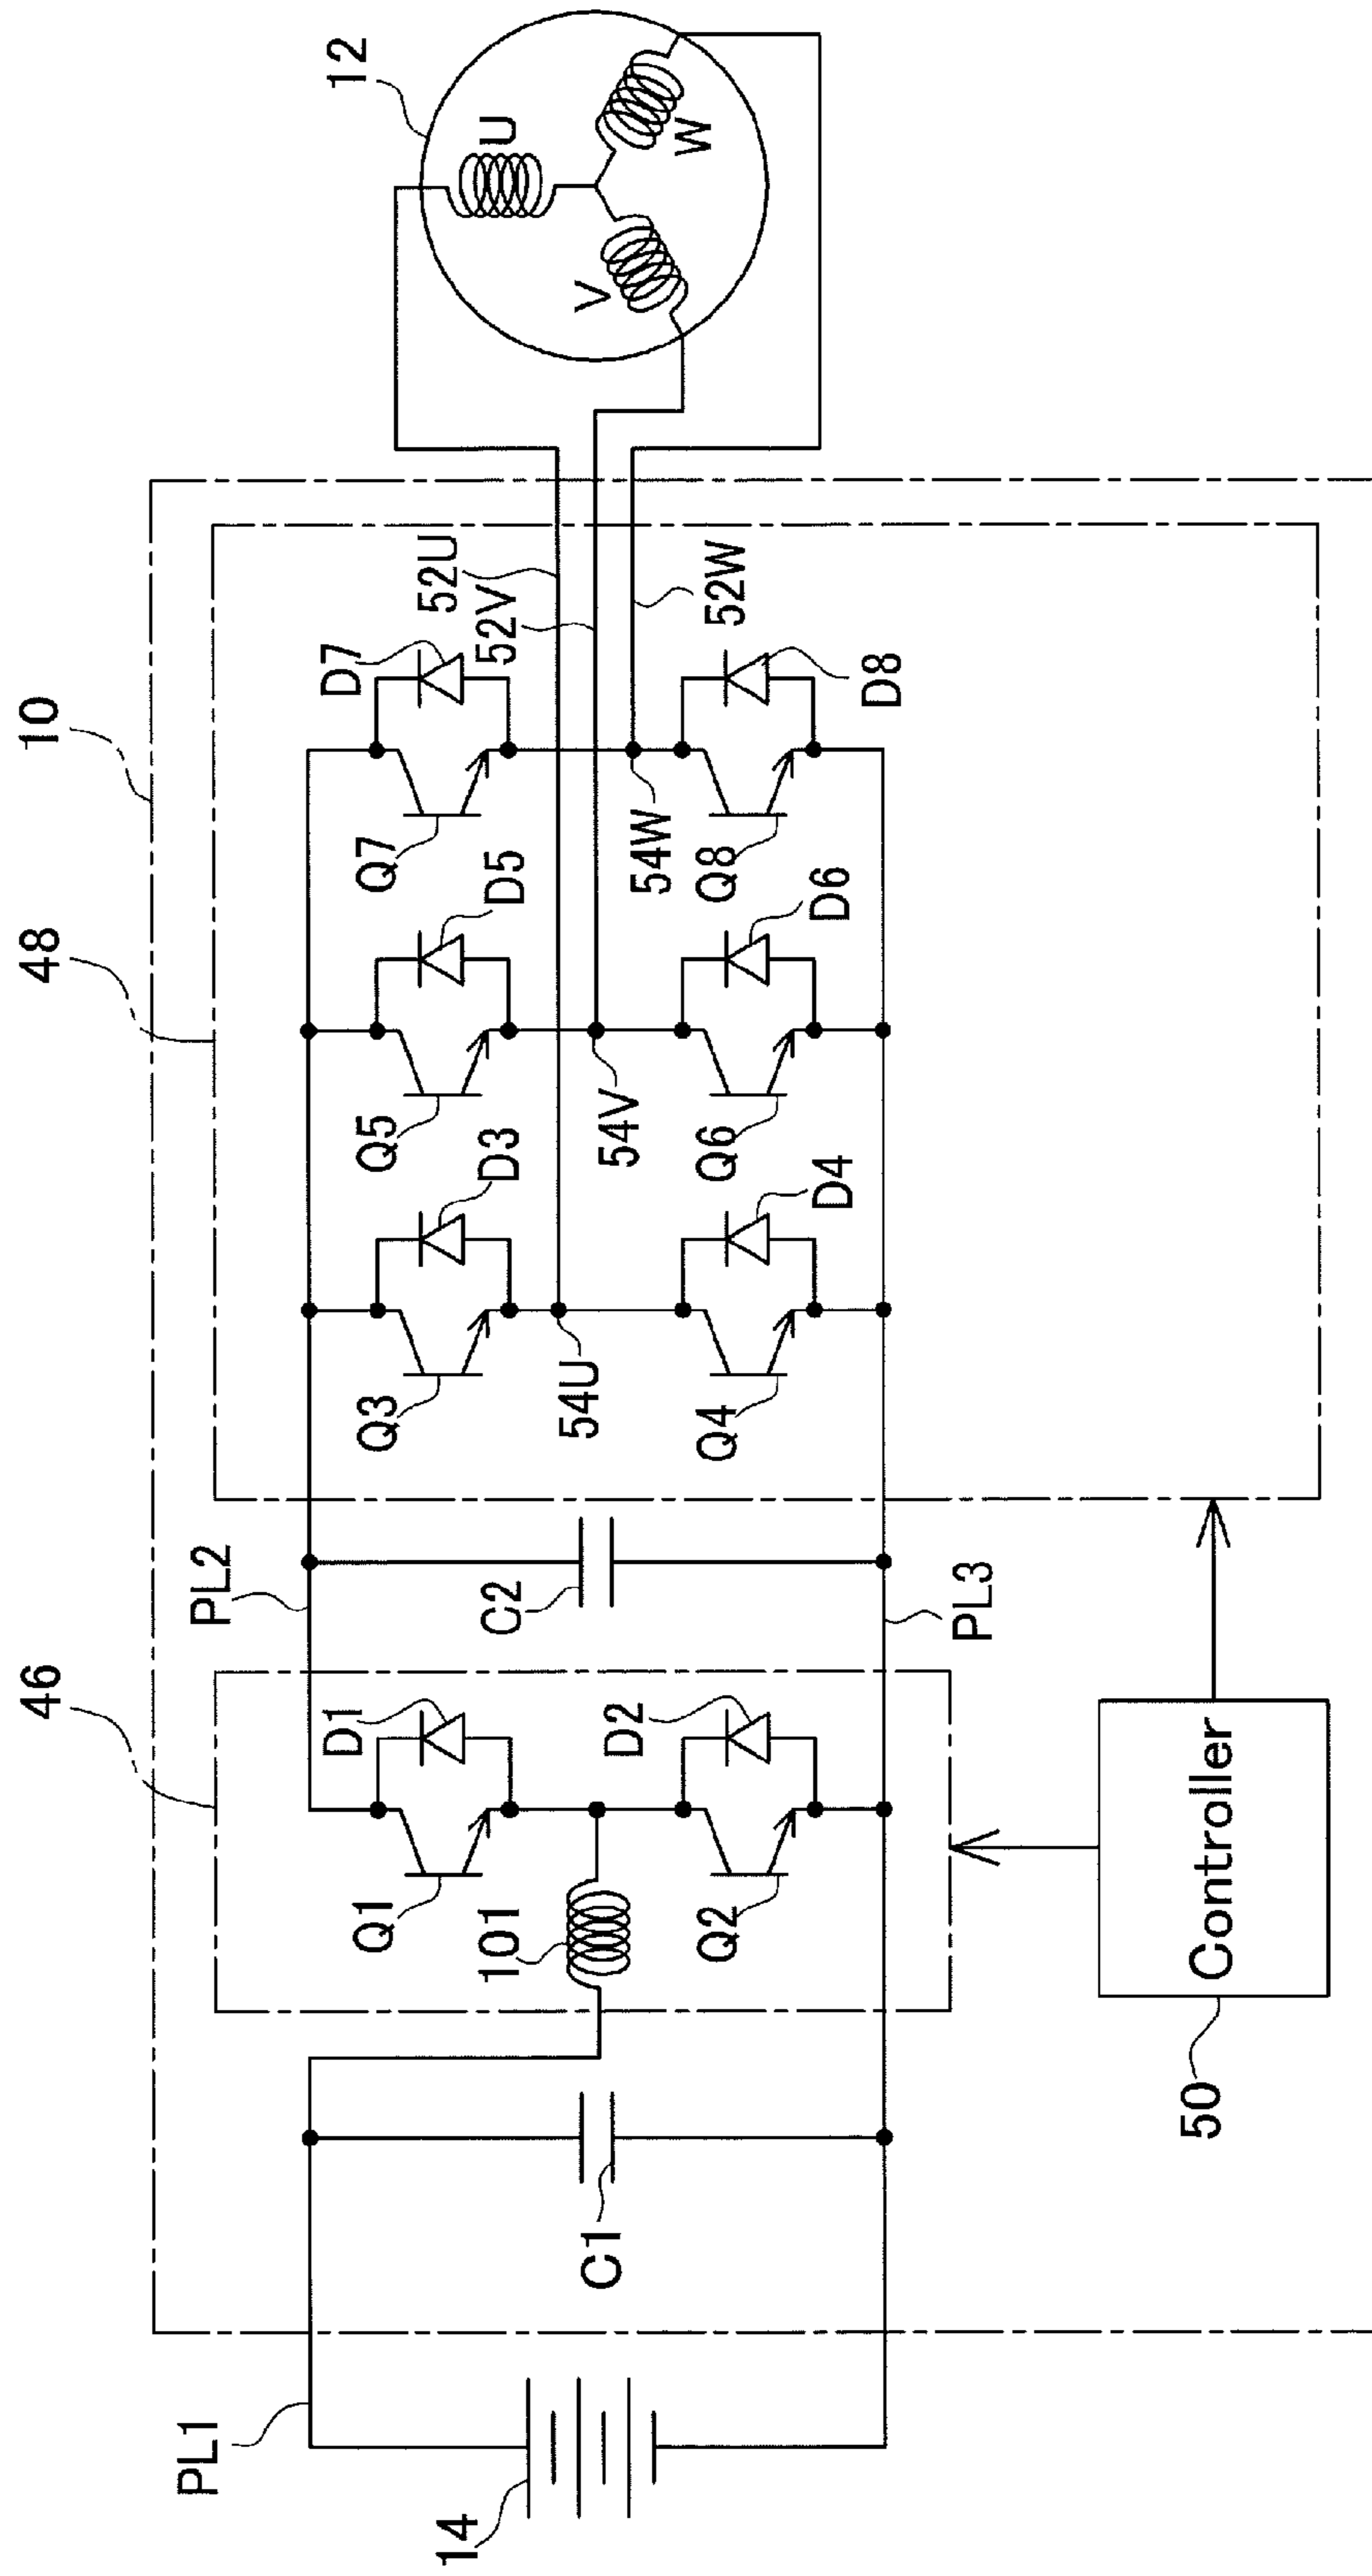 10
46
48
12
PL1
PL2
D1
D3
D5
D7
Q1
Q3
Q5
Q7
U
V
W
52U
52V
14
101
C1
C2
54U
54V
54W
52W
D2
D4
D6
D8
Q2
Q4
Q6
Q8
PL3
50
Controller